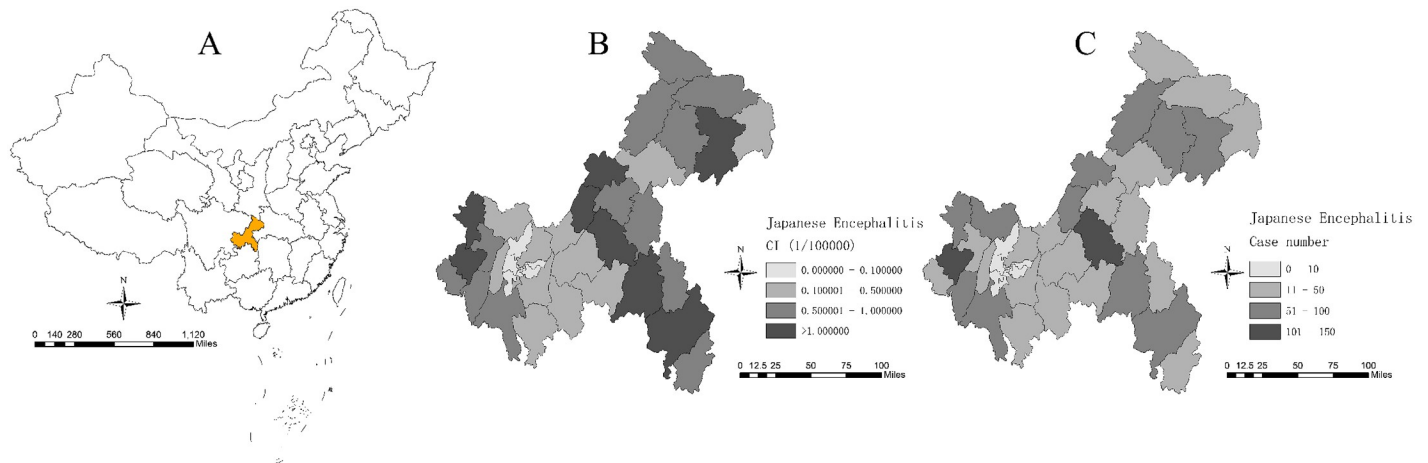 A
N
0 140 280 560 840 1,120
Miles
B
Japanese Encephalitis
CI (1/100000)
0.000000 - 0.100000
0.100001 - 0.500000
0.500001 - 1.000000
>1.000000
N
0 12.5 25 50 75 100
Miles
C
Japanese Encephalitis
Case number
0 - 10
11 - 50
51 - 100
101 - 150
N
0 12.5 25 50 75 100
Miles